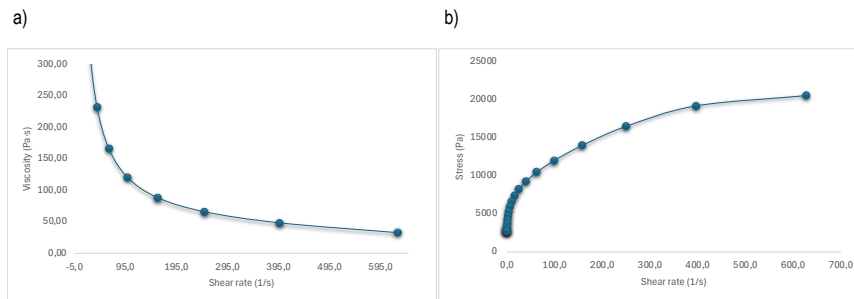 a)
b)
300,00
250,00
200,00
150,00
100,00
50,00
0,00
Viscosity (Pa·s)
-5,0 95,0 195,0 295,0 395,0 495,0 595,0
Shear rate (1/s)
25000
20000
15000
10000
5000
0
Stress (Pa)
0,0 100,0 200,0 300,0 400,0 500,0 600,0 700,0
Shear rate (1/s)